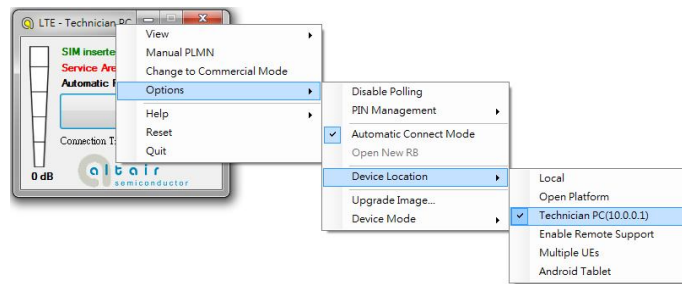 LTE - Technician PC
SIM inserte
Service Are
Automatic
Connection T
0 dB
altair
semiconductor
View
Manual PLMN
Change to Commercial Mode
Options
Help
Reset
Quit
Disable Polling
PIN Management
Automatic Connect Mode
Open New RB
Device Location
Upgrade Image...
Device Mode
Local
Open Platform
Technician PC(10.0.0.1)
Enable Remote Support
Multiple UEs
Android Tablet